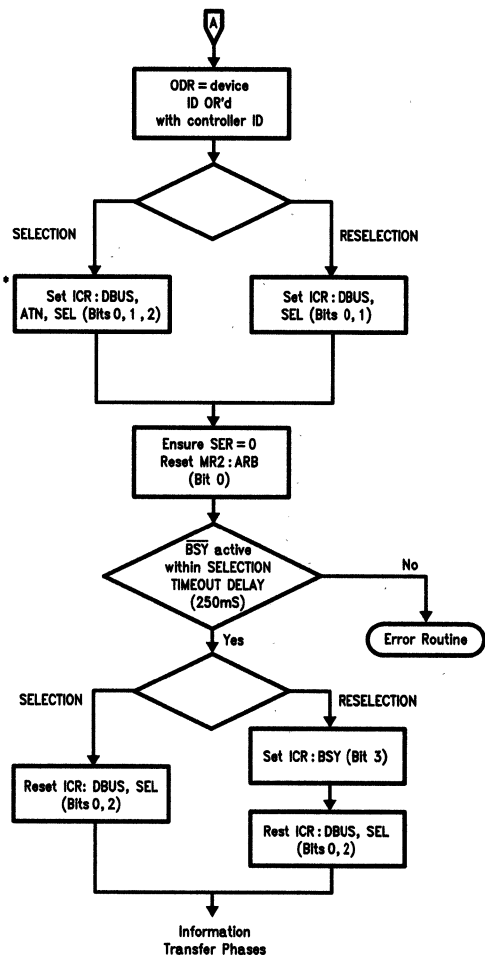 A
ODR = device
ID OR'd
with controller ID
SELECTION
RESELECTION
*
Set ICR : DBUS,
ATN, SEL (Bits 0, 1, 2)
Set ICR : DBUS,
SEL (Bits 0, 1)
Ensure SER = 0
Reset MR2 : ARB
(Bit 0)
BSY active
within SELECTION
TIMEOUT DELAY
(250mS)
No
Error Routine
Yes
SELECTION
RESELECTION
Set ICR : BSY (Bit 3)
Reset ICR: DBUS, SEL
(Bits 0, 2)
Rest ICR : DBUS, SEL
(Bits 0, 2)
Information
Transfer Phases